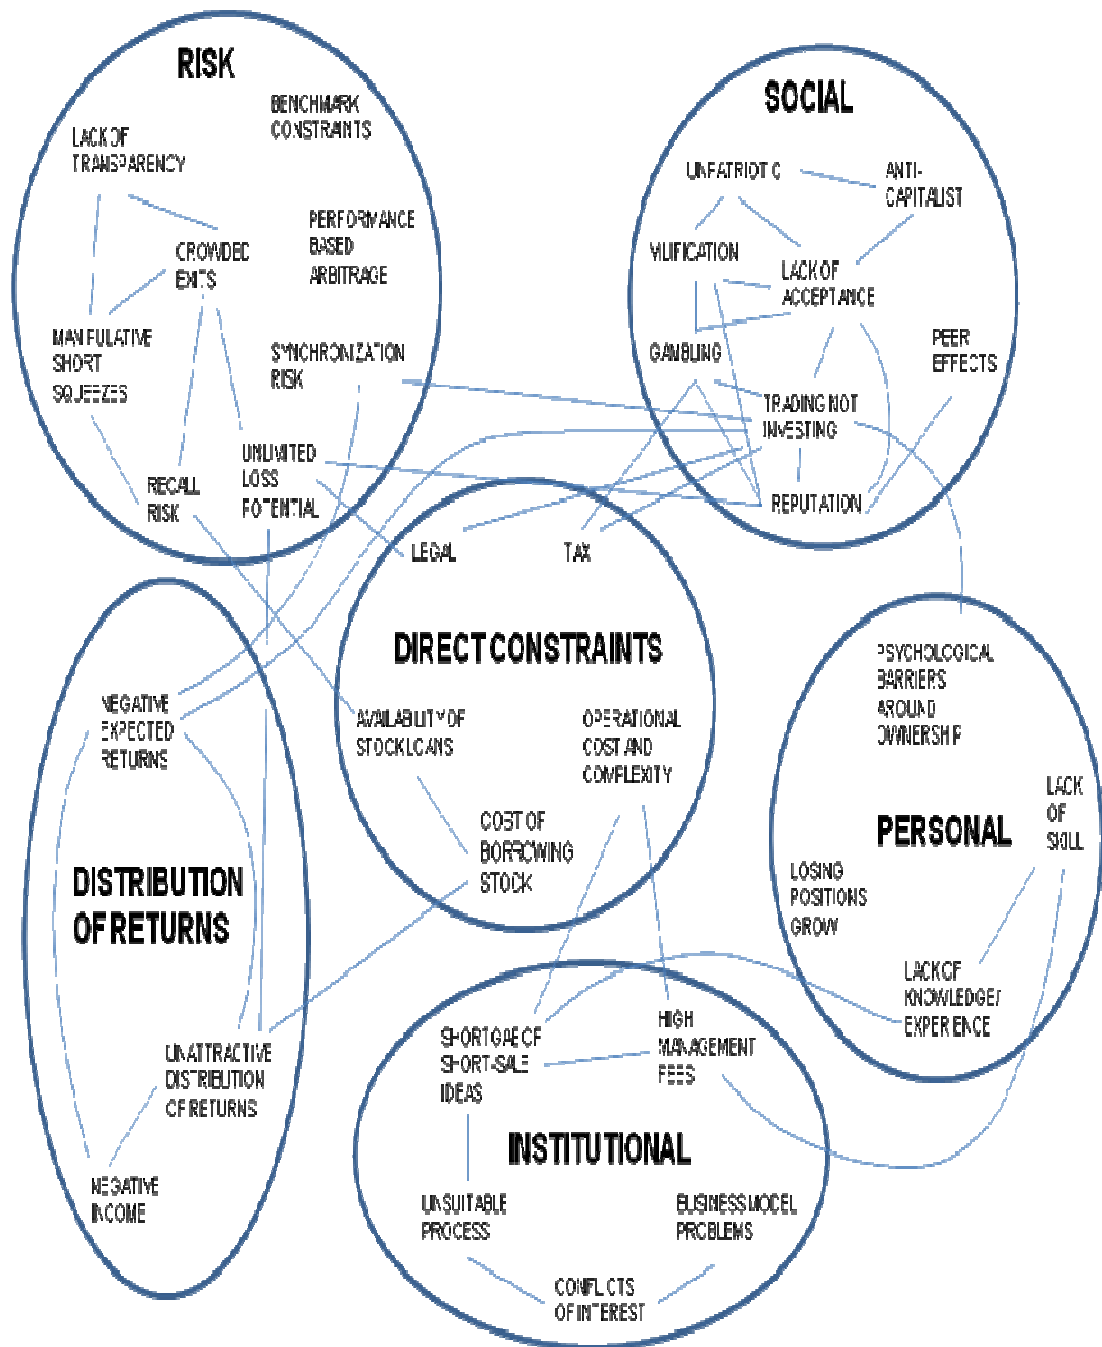 RISK
BENCHMARK
CONSTRAINTS
LACK OF
TRANSPARENCY
PERFORMANCE
BASED
ARBITRAGE
CROWDED
EXITS
MANIPULATIVE
SHORT
SQUEEZES
SYNCHRONIZATION
RISK
UNLIMITED
LOSS
POTENTIAL
RECALL
RISK
SOCIAL
UNPATRIOTIC
ANTI-
CAPITALIST
VILIFICATION
LACK OF
ACCEPTANCE
GAMBLING
PEER
EFFECTS
TRADING NOT
INVESTING
REPUTATION
LEGAL
TAX
DIRECT CONSTRAINTS
AVAILABILITY OF
STOCK LOANS
OPERATIONAL
COST AND
COMPLEXITY
COST OF
BORROWING
STOCK
NEGATIVE
EXPECTED
RETURNS
DISTRIBUTION
OF RETURNS
UNATTRACTIVE
DISTRIBUTION
OF RETURNS
NEGATIVE
INCOME
PSYCHOLOGICAL
BARRIERS
AROUND
OWNERSHIP
LACK
OF
SKILL
PERSONAL
LOSING
POSITIONS
GROW
LACK OF
KNOWLEDGE/
EXPERIENCE
SHORTGAE OF
SHORT-SALE
IDEAS
HIGH
MANAGEMENT
FEES
INSTITUTIONAL
UNSUITABLE
PROCESS
BUSINESS MODEL
PROBLEMS
CONFLICTS
OF INTEREST